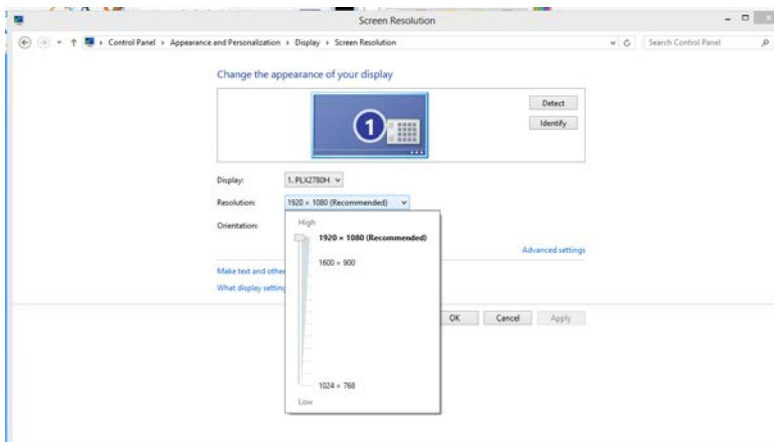 Screen Resolution
Control Panel › Appearance and Personalization › Display › Screen Resolution
Search Control Panel
Change the appearance of your display
1
Detect
Identify
Display: 1. PLX2780H
Resolution: 1920 × 1080 (Recommended)
Orientation: High
1920 × 1080 (Recommended)
1600 × 900
Advanced settings
Make text and other
What display setting
OK Cancel Apply
1024 × 768
Low